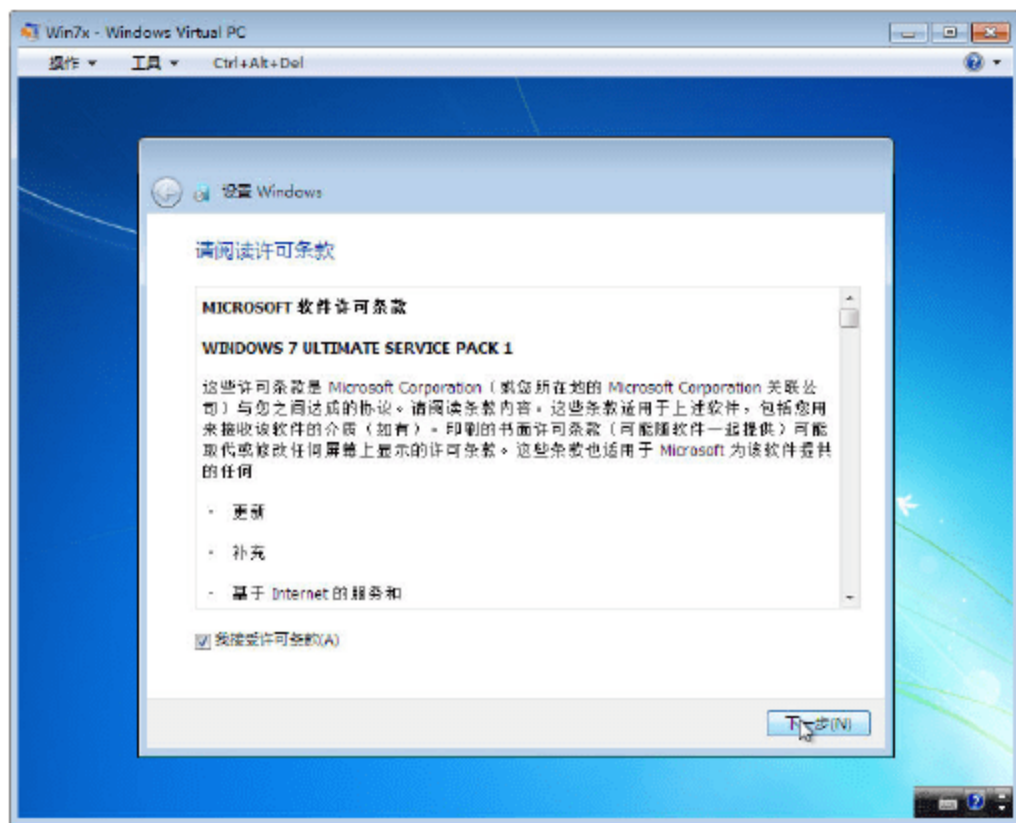 Win7x - Windows Virtual PC
操作 工具 Ctrl+Alt+Del
设置 Windows
请阅读许可条款
MICROSOFT 软件许可条款
WINDOWS 7 ULTIMATE SERVICE PACK 1
这些许可条款是 Microsoft Corporation（或您所在地的 Microsoft Corporation 关联公
司）与您之间达成的协议。请阅读条款内容。这些条款适用于上述软件，包括您用
来接收该软件的介质（如有）。印刷的书面许可条款（可能随软件一起提供）可能
取代或修改任何屏幕上显示的许可条款。这些条款也适用于 Microsoft 为该软件提供
的任何
· 更新
· 补充
· 基于 Internet 的服务和
我接受许可条款(A)
下一步(N)